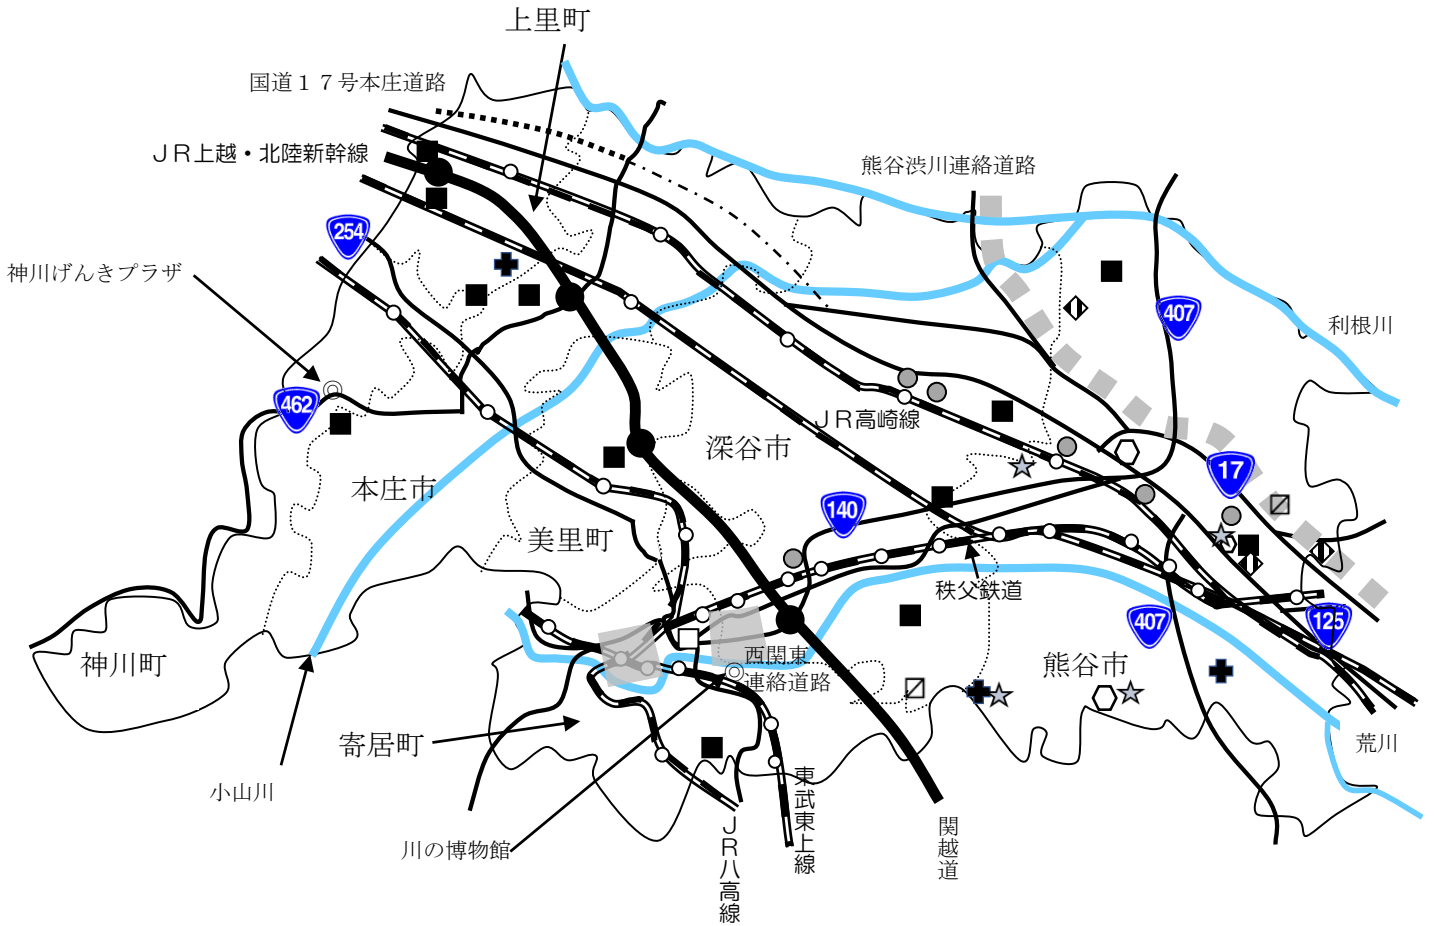 上里町
国道１７号本庄道路
ＪＲ上越・北陸新幹線
熊谷渋川連絡道路
254
神川げんきプラザ
407
利根川
462
ＪＲ高崎線
深谷市
17
本庄市
140
美里町
秩父鉄道
407
125
神川町
西関東
連絡道路
熊谷市
寄居町
荒川
小山川
川の博物館
東武東上線
ＪＲ八高線
関越道